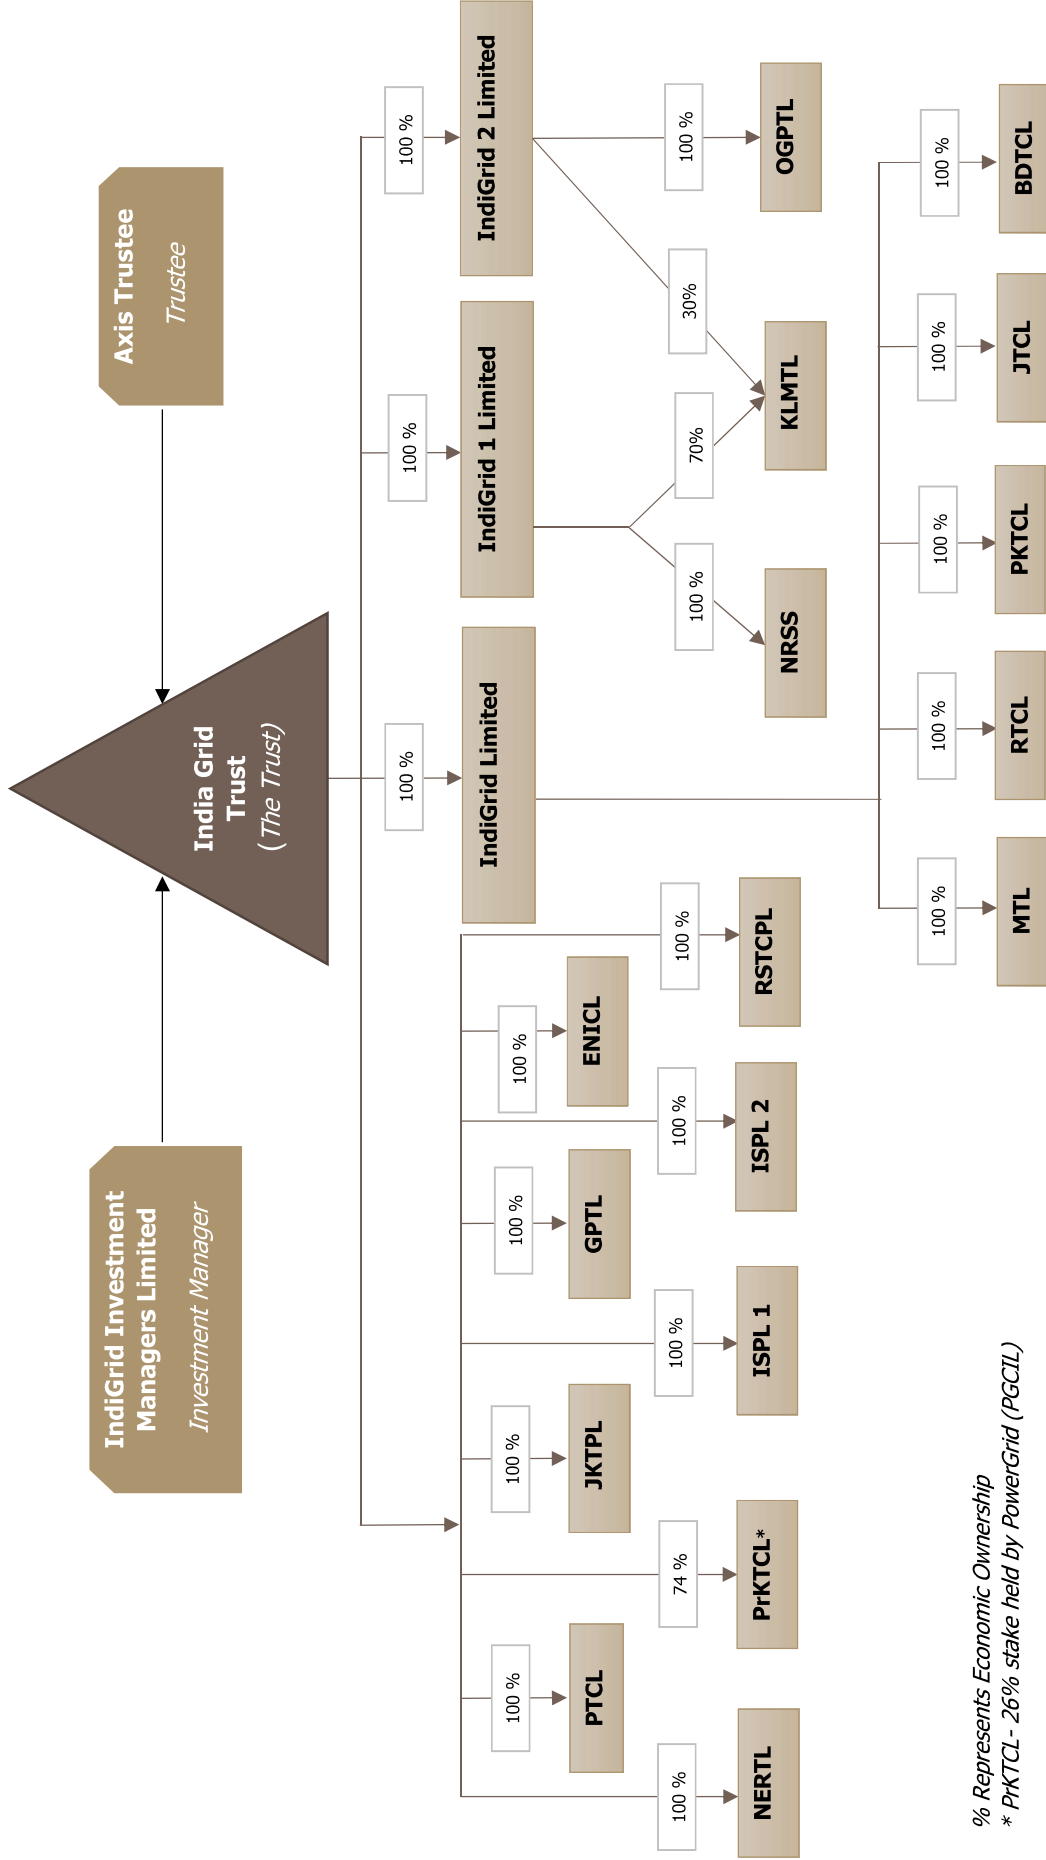 IndiGrid Investment
Managers Limited
Investment Manager
India Grid
Trust
(The Trust)
Axis Trustee
Trustee
100 %
100 %
100 %
IndiGrid Limited
IndiGrid 1 Limited
IndiGrid 2 Limited
100 %
100 %
100 %
100 %
PTCL
JKTPL
GPTL
ENICL
100 %
74 %
100 %
100 %
100 %
100 %
70%
30%
100 %
NERTL
PrKTCL*
ISPL 1
ISPL 2
RSTCPL
NRSS
KLMTL
OGPTL
100 %
100 %
100 %
100 %
100 %
MTL
RTCL
PKTCL
JTCL
BDTCL
% Represents Economic Ownership
* PrKTCL- 26% stake held by PowerGrid (PGCIL)